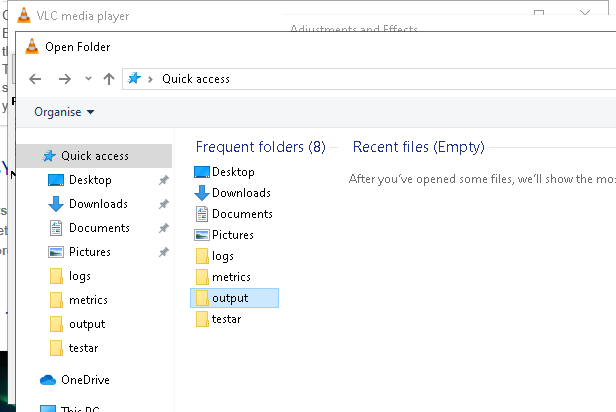 VLC media player
Adjustments and Effects
Open Folder
Quick access
Organise
Quick access
Desktop
Downloads
Documents
Pictures
logs
metrics
output
testar
OneDrive
This PC
Frequent folders (8)
Desktop
Downloads
Documents
Pictures
logs
metrics
output
testar
Recent files (Empty)
After you've opened some files, we'll show the mos